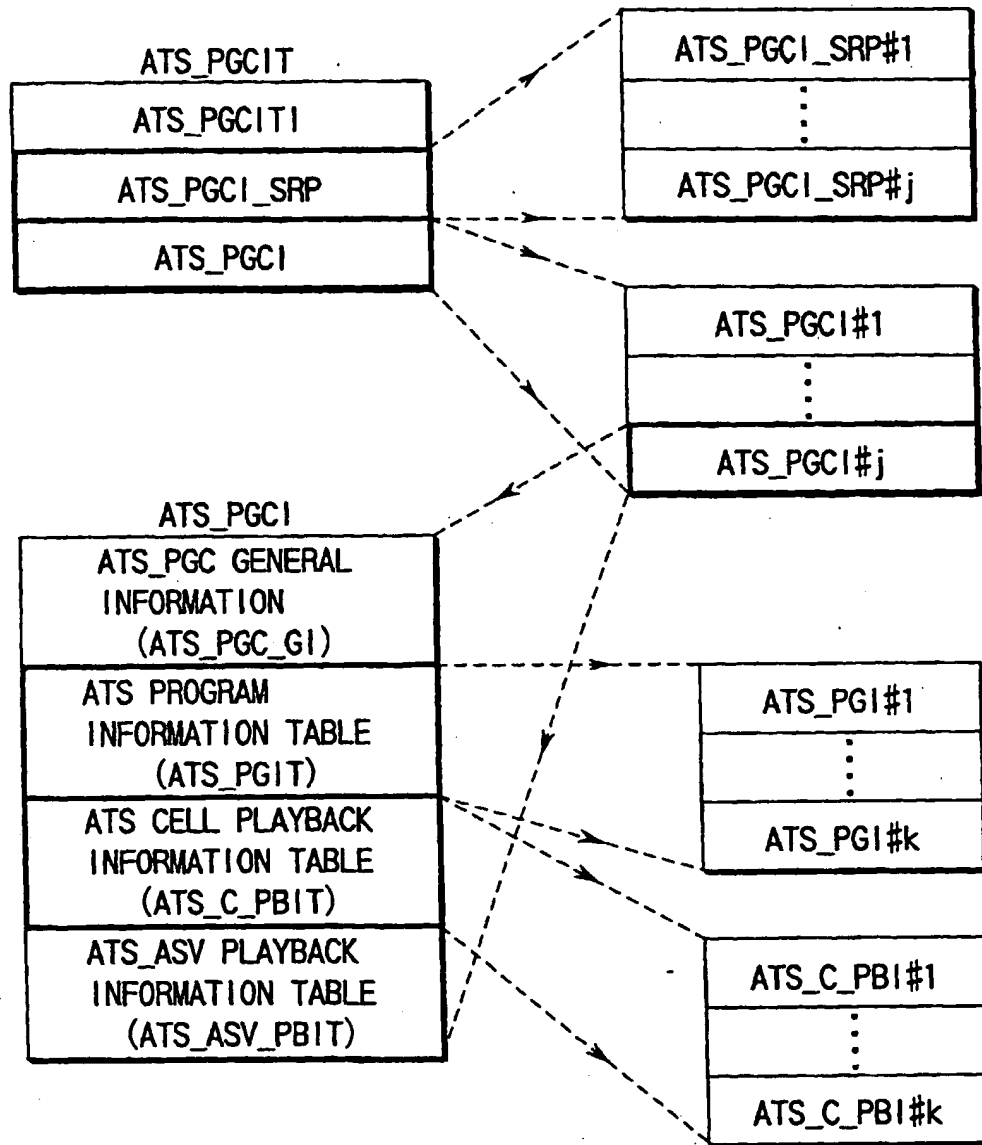 ATS_PGCIT
ATS_PGCITI
ATS_PGCI_SRP
ATS_PGCI
ATS_PGCI_SRP#1
ATS_PGCI_SRP#j
ATS_PGCI#1
ATS_PGCI#j
ATS_PGCI
ATS_PGC GENERAL
INFORMATION
(ATS_PGC_GI)
ATS PROGRAM
INFORMATION TABLE
(ATS_PGIT)
ATS CELL PLAYBACK
INFORMATION TABLE
(ATS_C_PBIT)
ATS_ASV PLAYBACK
INFORMATION TABLE
(ATS_ASV_PBIT)
ATS_PGI#1
ATS_PGI#k
ATS_C_PBI#1
ATS_C_PBI#k